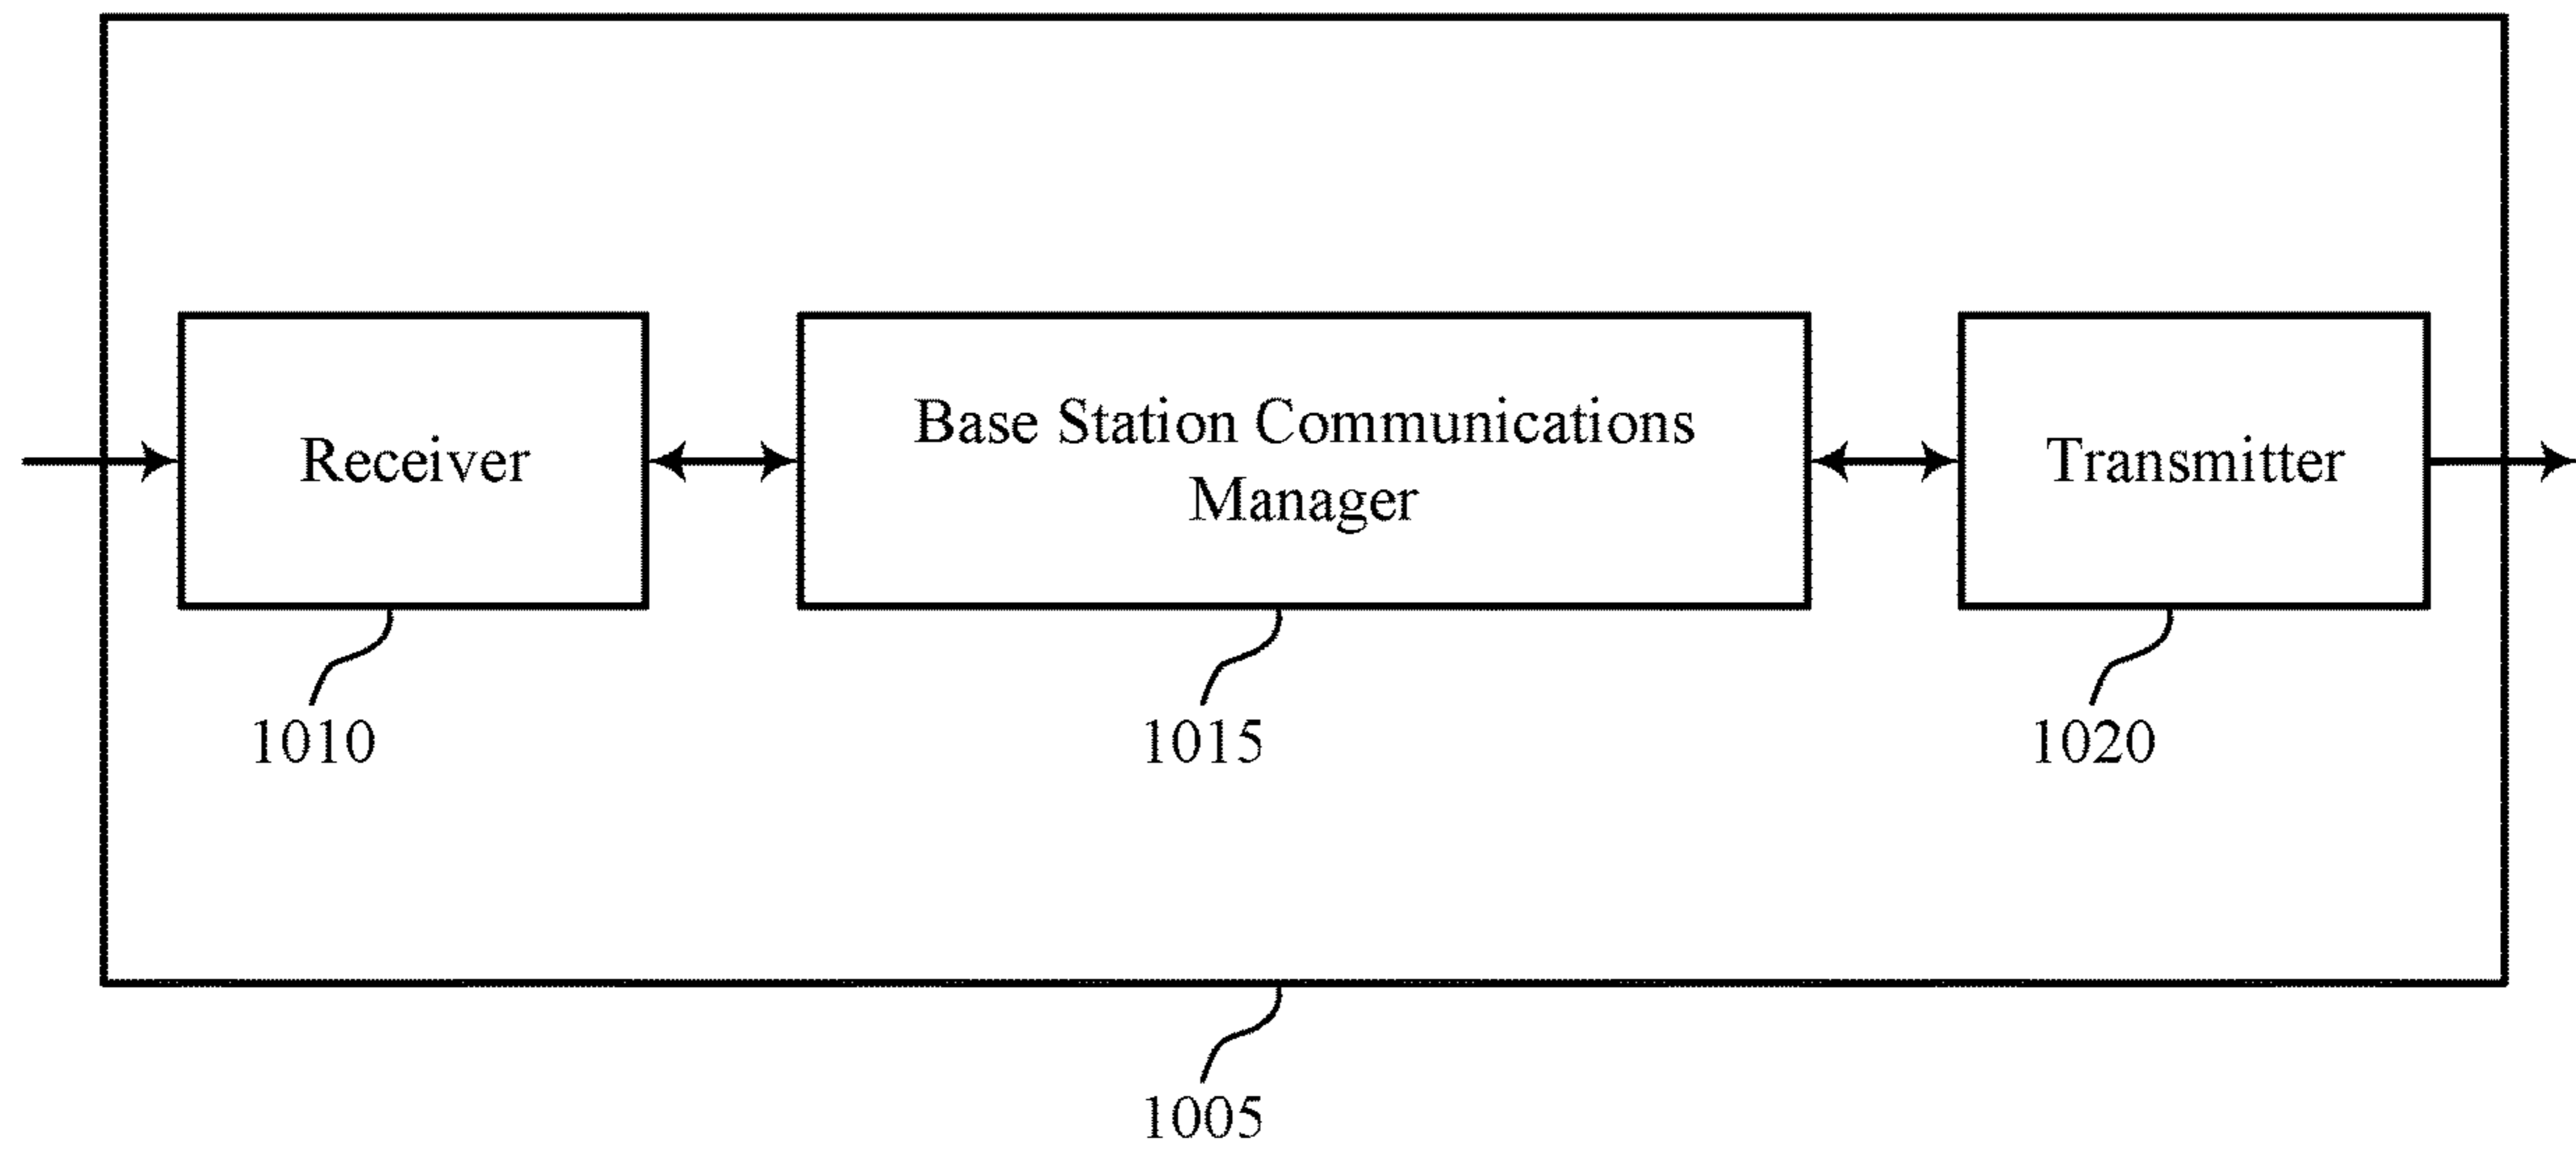 Receiver
Base Station Communications
Manager
Transmitter
1010
1015
1020
1005